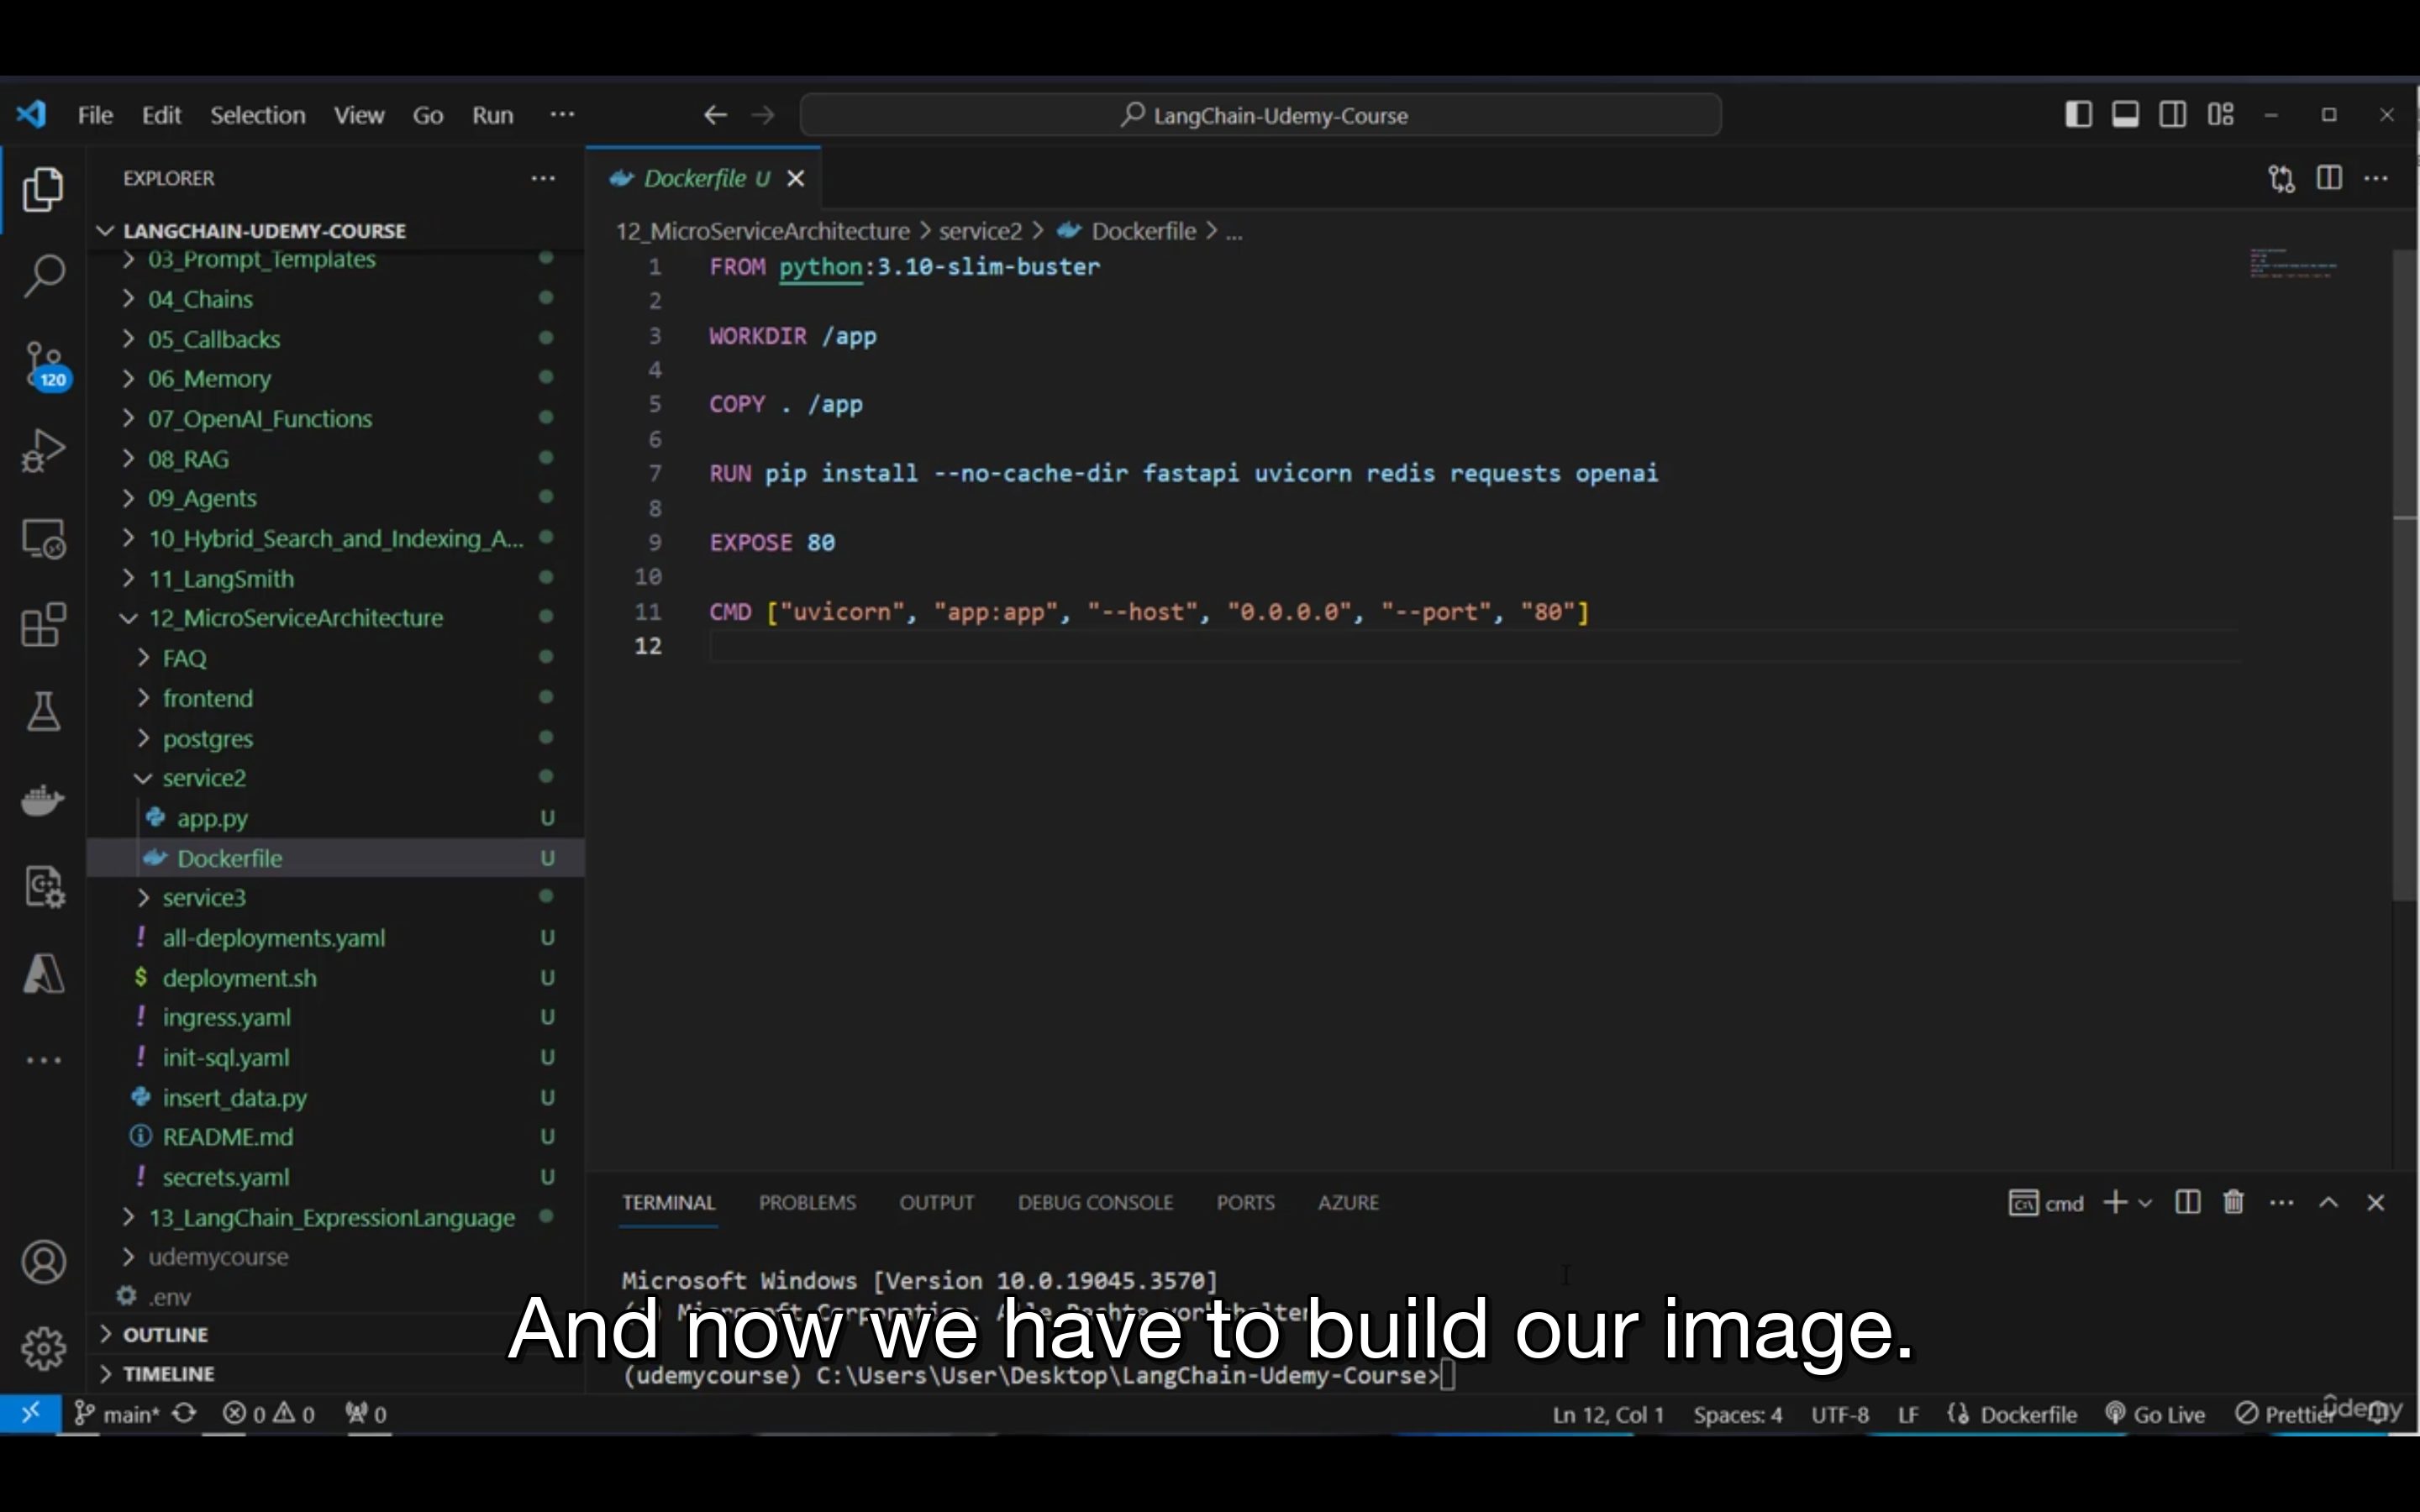 File Edit Selection View Go Run ...
LangChain-Udemy-Course
EXPLORER ...
LANGCHAIN-UDEMY-COURSE
03_Prompt_Templates
04_Chains
05_Callbacks
06_Memory
07_OpenAI_Functions
08_RAG
09_Agents
10_Hybrid_Search_and_Indexing_A...
11_LangSmith
12_MicroServiceArchitecture
FAQ
frontend
postgres
service2
app.py U
Dockerfile U
service3
! all-deployments.yaml U
$ deployment.sh U
! ingress.yaml U
! init-sql.yaml U
insert_data.py U
README.md U
! secrets.yaml U
13_LangChain_ExpressionLanguage
udemycourse
.env
OUTLINE
TIMELINE
120
Dockerfile U
12_MicroServiceArchitecture > service2 > Dockerfile > ...
1 FROM python:3.10-slim-buster
2
3 WORKDIR /app
4
5 COPY . /app
6
7 RUN pip install --no-cache-dir fastapi uvicorn redis requests openai
8
9 EXPOSE 80
10
11 CMD ["uvicorn", "app:app", "--host", "0.0.0.0", "--port", "80"]
12
TERMINAL PROBLEMS OUTPUT DEBUG CONSOLE PORTS AZURE
cmd
Microsoft Windows [Version 10.0.19045.3570]
And now we have to build our image.
(udemycourse) C:\Users\User\Desktop\LangChain-Udemy-Course>
main* 0 0 0 Ln 12, Col 1 Spaces: 4 UTF-8 LF Dockerfile Go Live Prettier
ûdemy